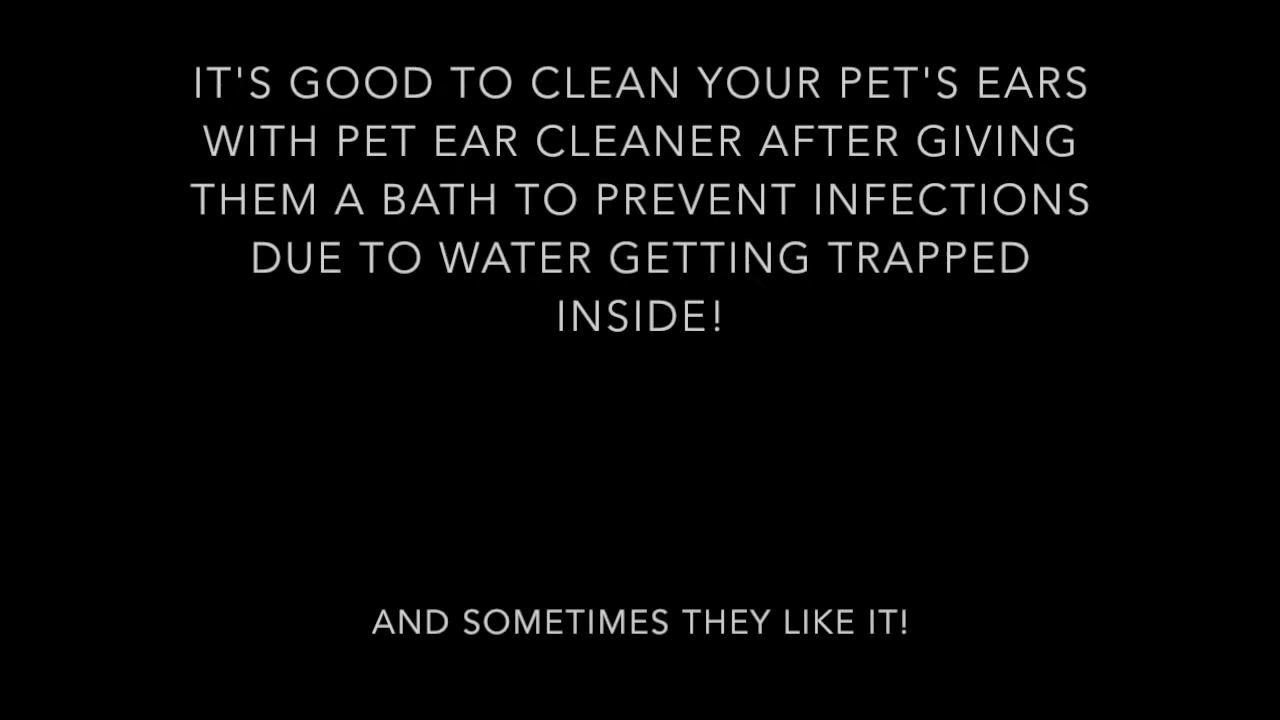 IT'S GOOD TO CLEAN YOUR PET'S EARS
WITH PET EAR CLEANER AFTER GIVING
THEM A BATH TO PREVENT INFECTIONS
DUE TO WATER GETTING TRAPPED
INSIDE!
AND SOMETIMES THEY LIKE IT!